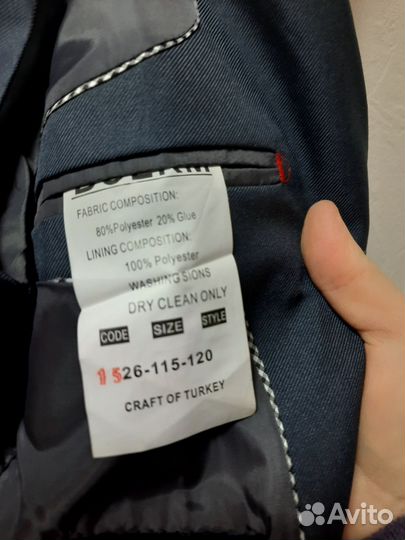 FABRIC COMPOSITION:
80%Polyester 20% Glue
LINING COMPOSITION:
100% Polyester
WASHING SIONS
DRY CLEAN ONLY
CODE SIZE STYLE
26-115-120
CRAFT OF TURKEY
Avito